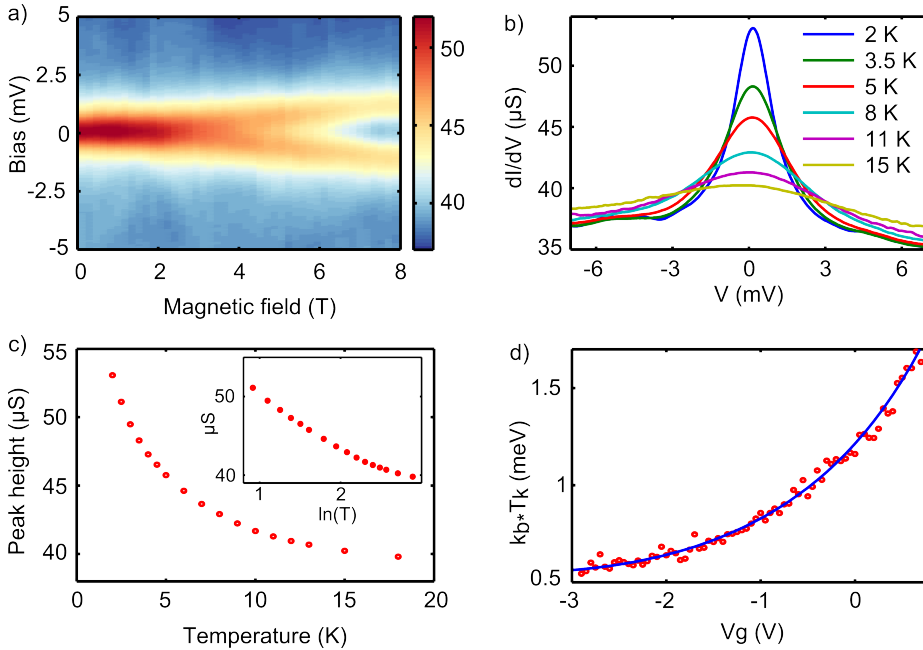 a)
Bias (mV)
5
2.5
0
-2.5
-5
0 2 4 6 8
Magnetic field (T)
50
45
40
b)
dI/dV (µS)
50
45
40
35
-6 -3 0 3 6
V (mV)
2 K
3.5 K
5 K
8 K
11 K
15 K
c)
Peak height (µS)
55
50
45
40
0 5 10 15 20
Temperature (K)
µS
50
40
1 2
ln(T)
d)
kb*Tk (meV)
1.5
1
0.5
-3 -2 -1 0
Vg (V)